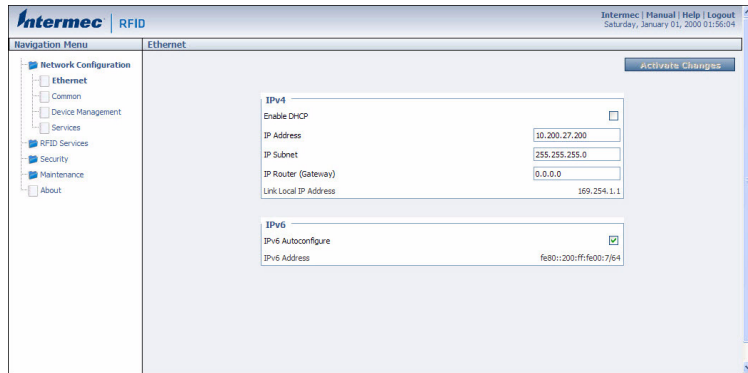 Intermec RFID
Intermec | Manual | Help | Logout
Saturday, January 01, 2000 01:56:04
Navigation Menu
Ethernet
Network Configuration
Ethernet
Common
Device Management
Services
RFID Services
Security
Maintenance
About
Activate Changes
IPv4
Enable DHCP
IP Address 10.200.27.200
IP Subnet 255.255.255.0
IP Router (Gateway) 0.0.0.0
Link Local IP Address 169.254.1.1
IPv6
IPv6 Autoconfigure
IPv6 Address fe80::200:ff:fe00:7/64